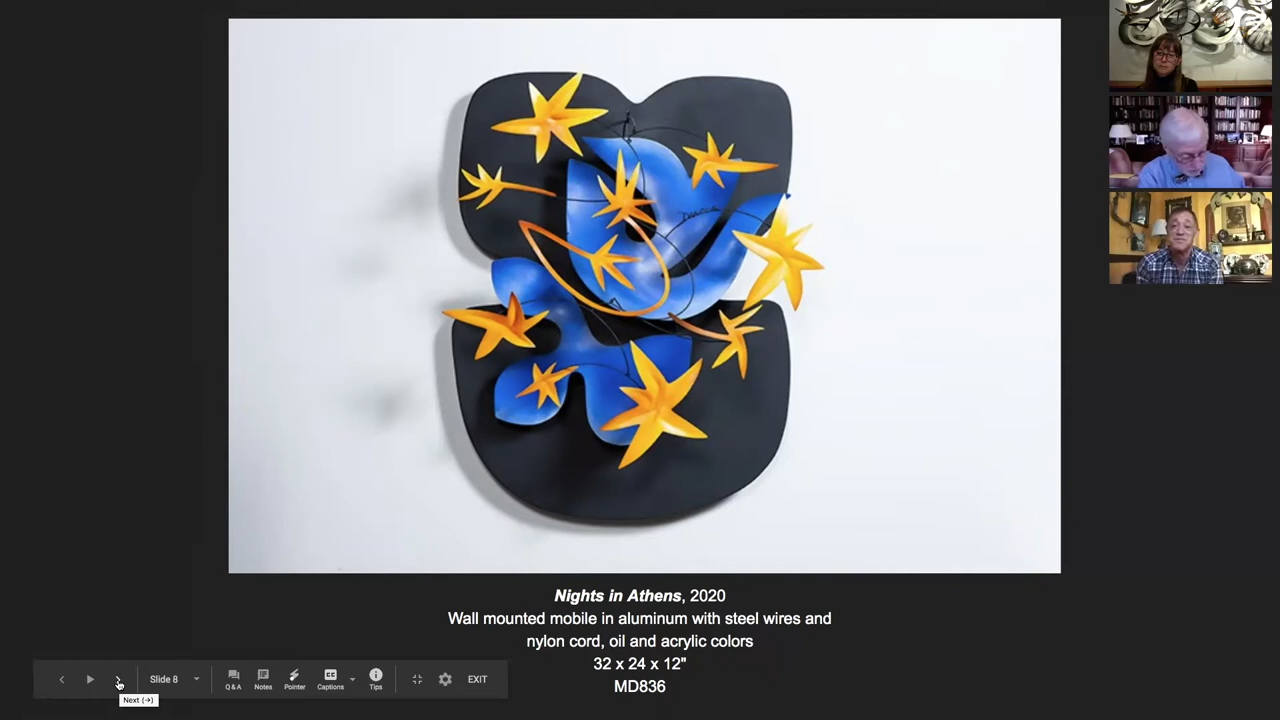 Nights in Athens, 2020
Wall mounted mobile in aluminum with steel wires and
nylon cord, oil and acrylic colors
32 x 24 x 12"
MD836
Slide 8
Q&A
Notes
Pointer
CC
Captions
Tips
EXIT
Next (→)